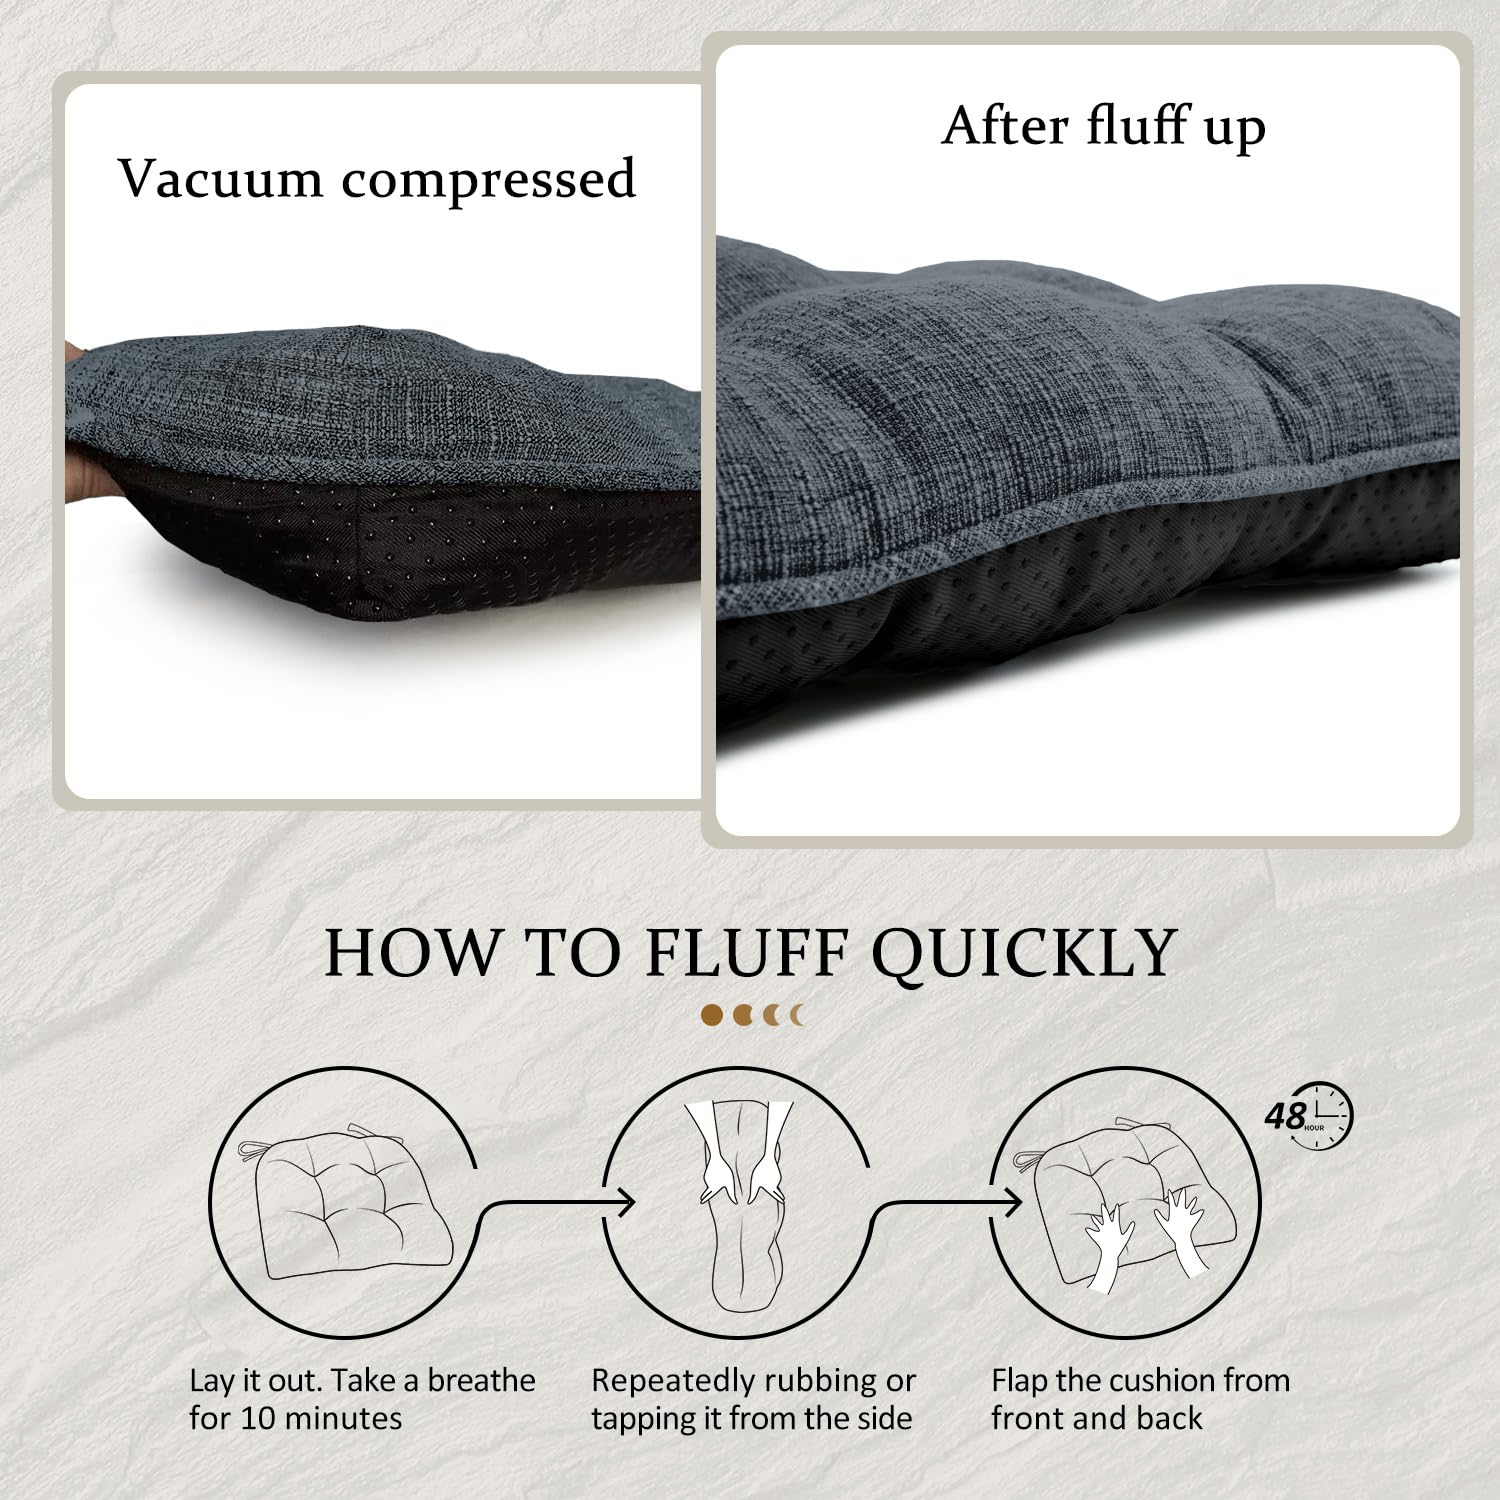 Vacuum compressed
After fluff up
HOW TO FLUFF QUICKLY
48
HOUR
Lay it out. Take a breathe
for 10 minutes
Repeatedly rubbing or
tapping it from the side
Flap the cushion from
front and back